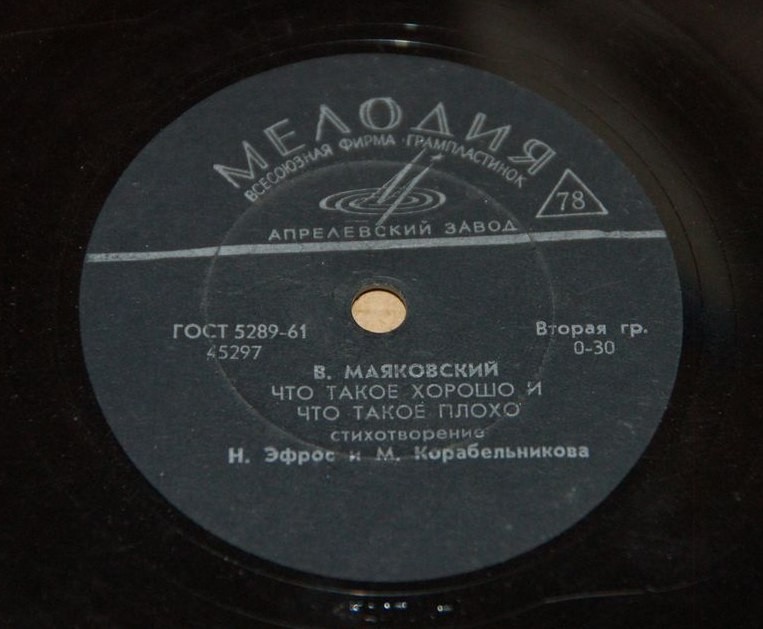 МЕЛОДИЯ
ВСЕСОЮЗНАЯ ФИРМА · ГРАМПЛАСТИНОК
78
АПРЕЛЕВСКИЙ ЗАВОД
ГОСТ 5289-61
45297
Вторая гр.
0-30
В. МАЯКОВСКИЙ
ЧТО ТАКОЕ ХОРОШО И
ЧТО ТАКОЕ ПЛОХО
стихотворение
Н. Эфрос и М. Корабельникова